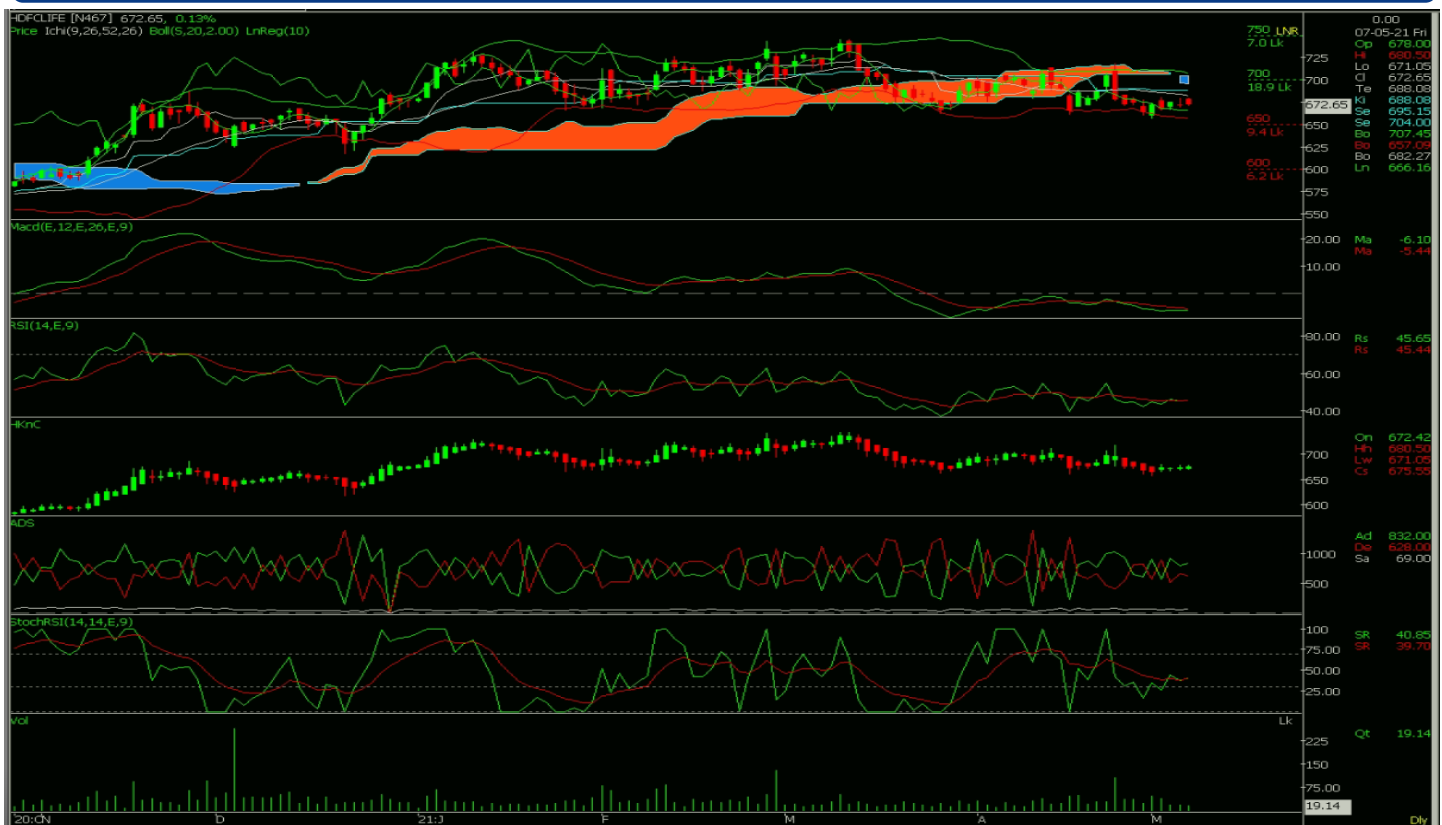 HDFCLIFE [N467] 672.65, 0.13%
Price Ichi(9,26,52,26) Boll(S,20,2.00) LnReg(10)
750 LNR
7.0 Lk
700
18.9 Lk
650
9.4 Lk
600
6.2 Lk
725
700
672.65
650
625
600
575
550
0.00
07-05-21 Fri
Op 678.00
Hi 680.50
Lo 671.05
Cl 672.65
Te 688.08
Ki 688.08
Se 695.15
Se 704.00
Bo 707.45
Bo 657.09
Bo 682.27
Ln 666.16
Macd(E,12,E,26,E,9)
20.00
10.00
Ma -6.10
Ma -5.44
RSI(14,E,9)
80.00
60.00
40.00
Rs 45.65
Rs 45.44
HKnC
700
650
600
On 672.42
Hh 680.50
Lw 671.05
Cs 675.55
ADS
1000
500
Ad 832.00
De 628.00
Sa 69.00
StochRSI(14,14,E,9)
100
75.00
50.00
25.00
SR 40.85
SR 39.70
Vol
Lk
225
150
75.00
19.14
Qt 19.14
D
21:J
F
M
A
M
Dly